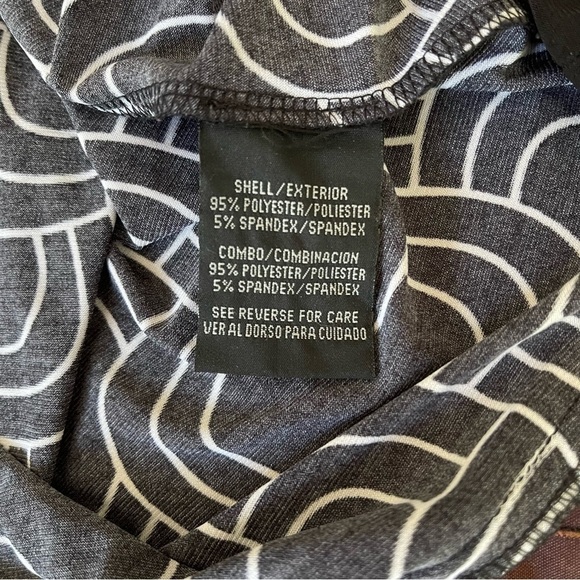 SHELL/EXTERIOR
95% POLYESTER/POLIESTER
5% SPANDEX/SPANDEX
COMBO/COMBINACION
95% POLYESTER/POLIESTER
5% SPANDEX/SPANDEX
SEE REVERSE FOR CARE
VER AL DORSO PARA CUIDADO